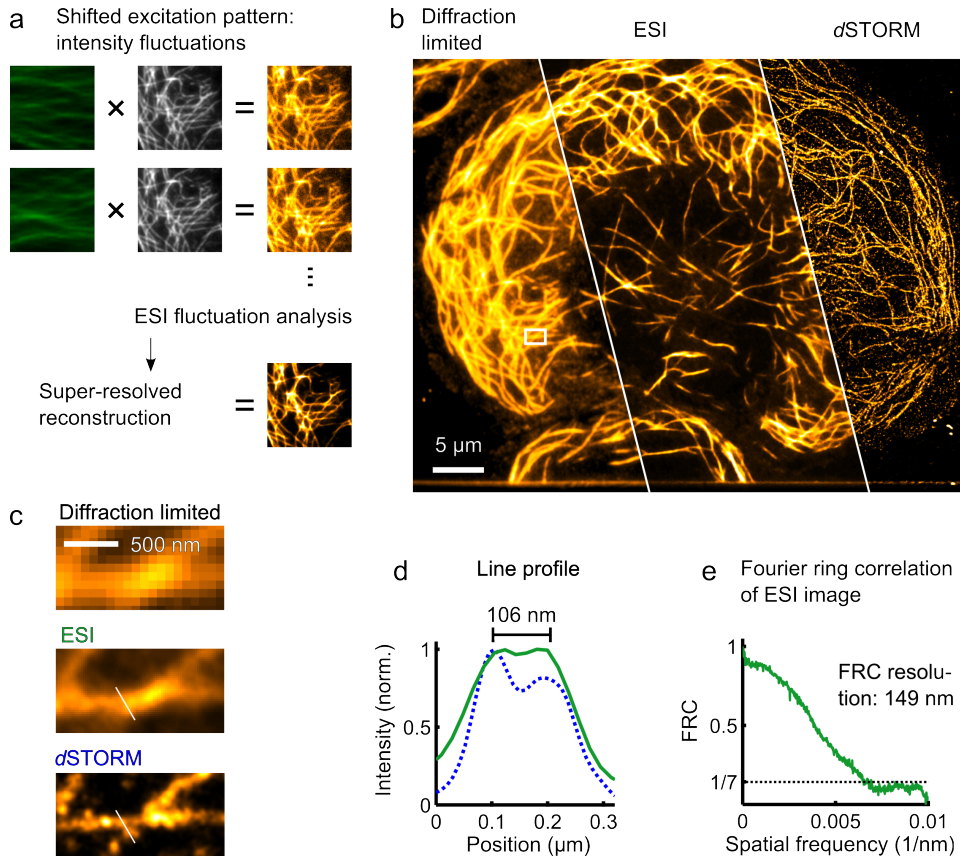 a
Shifted excitation pattern:
intensity fluctuations
× =
× =
...
ESI fluctuation analysis
Super-resolved
reconstruction
=
b
Diffraction
limited
ESI
dSTORM
5 µm
c
Diffraction limited
500 nm
ESI
dSTORM
d
Line profile
106 nm
1
0.5
0
Intensity (norm.)
0 0.1 0.2 0.3
Position (µm)
e
Fourier ring correlation
of ESI image
FRC resolu-
tion: 149 nm
1
0.5
1/7
FRC
0 0.005 0.01
Spatial frequency (1/nm)